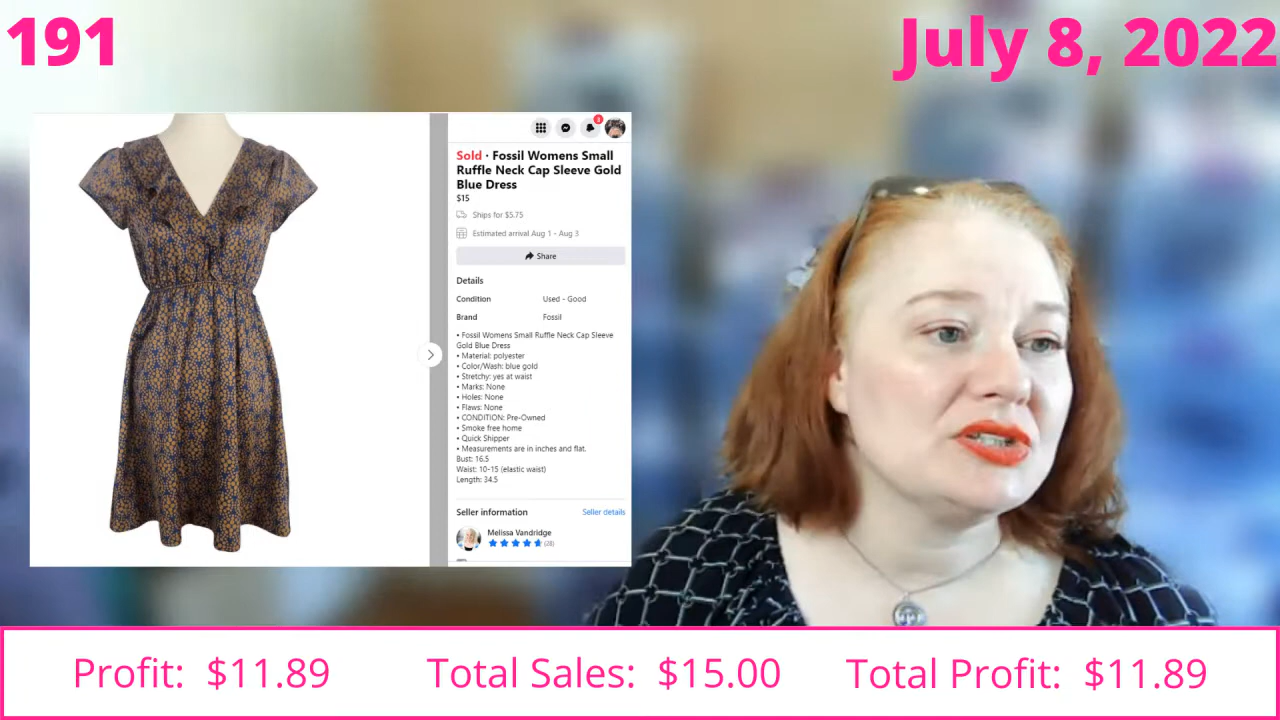 191
July 8, 2022
Sold · Fossil Womens Small
Ruffle Neck Cap Sleeve Gold
Blue Dress
$15
Ships for $5.75
Estimated arrival Aug 1 - Aug 3
Share
Details
Condition Used - Good
Brand Fossil
• Fossil Womens Small Ruffle Neck Cap Sleeve
Gold Blue Dress
• Material: polyester
• Color/Wash: blue gold
• Stretchy: yes at waist
• Marks: None
• Holes: None
• Flaws: None
• CONDITION: Pre-Owned
• Smoke free home
• Quick Shipper
• Measurements are in inches and flat.
Bust: 16.5
Waist: 10-15 (elastic waist)
Length: 34.5
Seller information Seller details
Melissa Vandridge
(28)
Profit: $11.89 Total Sales: $15.00 Total Profit: $11.89